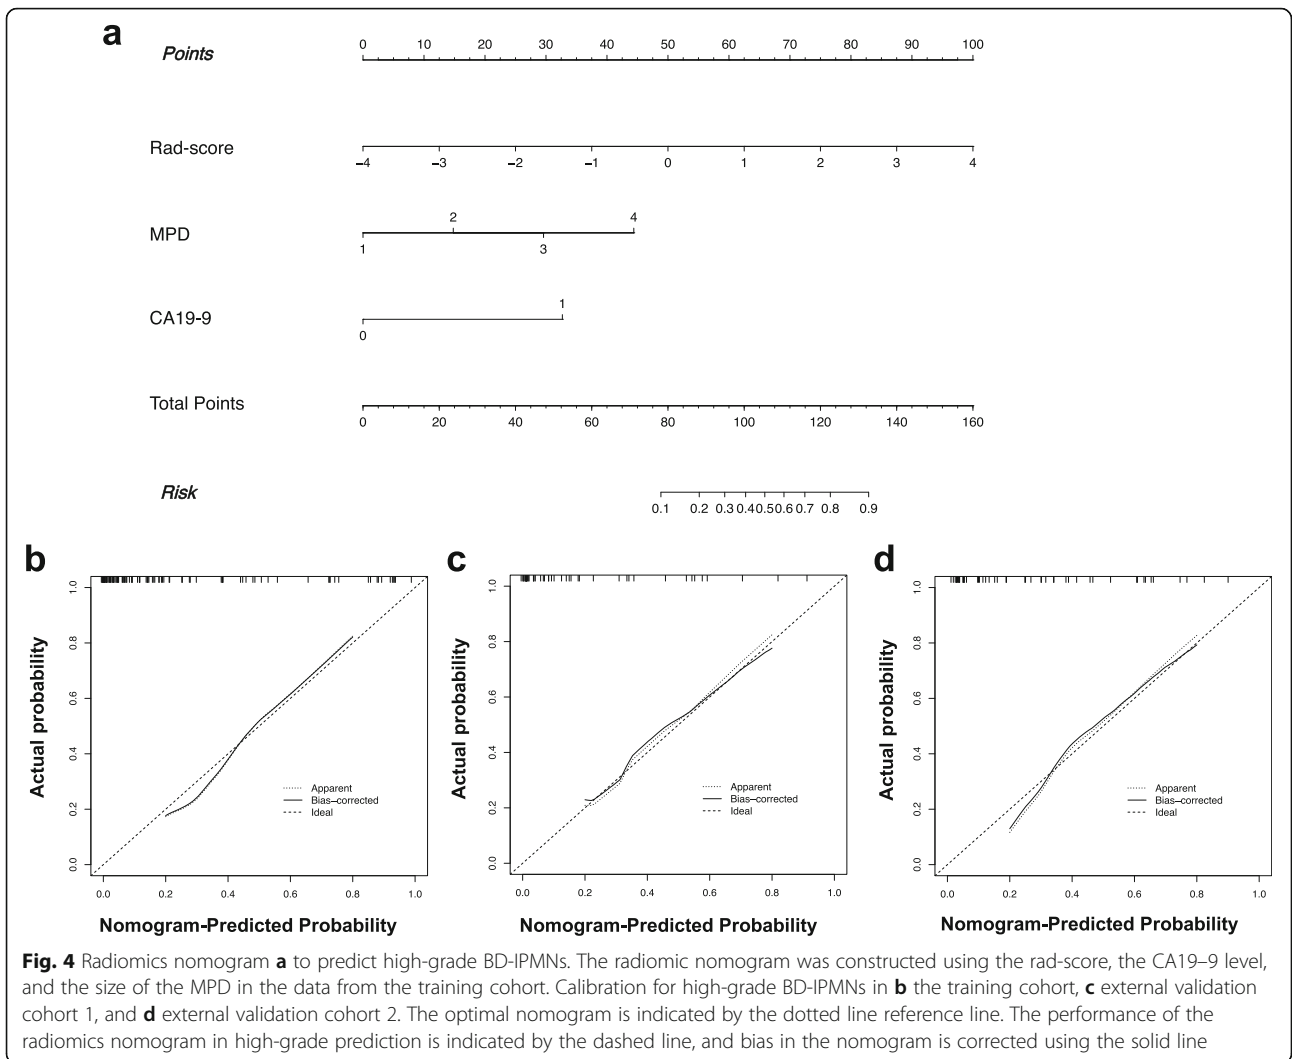 a
Points
0 10 20 30 40 50 60 70 80 90 100
Rad-score
−4 −3 −2 −1 0 1 2 3 4
MPD
2 4
1 3
CA19-9
1
0
Total Points
0 20 40 60 80 100 120 140 160
Risk
0.1 0.2 0.3 0.4 0.5 0.6 0.7 0.8 0.9
b
Actual probability
1.0
0.8
0.6
0.4
0.2
0.0
Apparent
Bias−corrected
Ideal
0.0 0.2 0.4 0.6 0.8 1.0
Nomogram-Predicted Probability
c
Actual probability
1.0
0.8
0.6
0.4
0.2
0.0
Apparent
Bias−corrected
Ideal
0.0 0.2 0.4 0.6 0.8 1.0
Nomogram-Predicted Probability
d
Actual probability
1.0
0.8
0.6
0.4
0.2
0.0
Apparent
Bias−corrected
Ideal
0.0 0.2 0.4 0.6 0.8 1.0
Nomogram-Predicted Probability
Fig. 4 Radiomics nomogram a to predict high-grade BD-IPMNs. The radiomic nomogram was constructed using the rad-score, the CA19–9 level,
and the size of the MPD in the data from the training cohort. Calibration for high-grade BD-IPMNs in b the training cohort, c external validation
cohort 1, and d external validation cohort 2. The optimal nomogram is indicated by the dotted line reference line. The performance of the
radiomics nomogram in high-grade prediction is indicated by the dashed line, and bias in the nomogram is corrected using the solid line